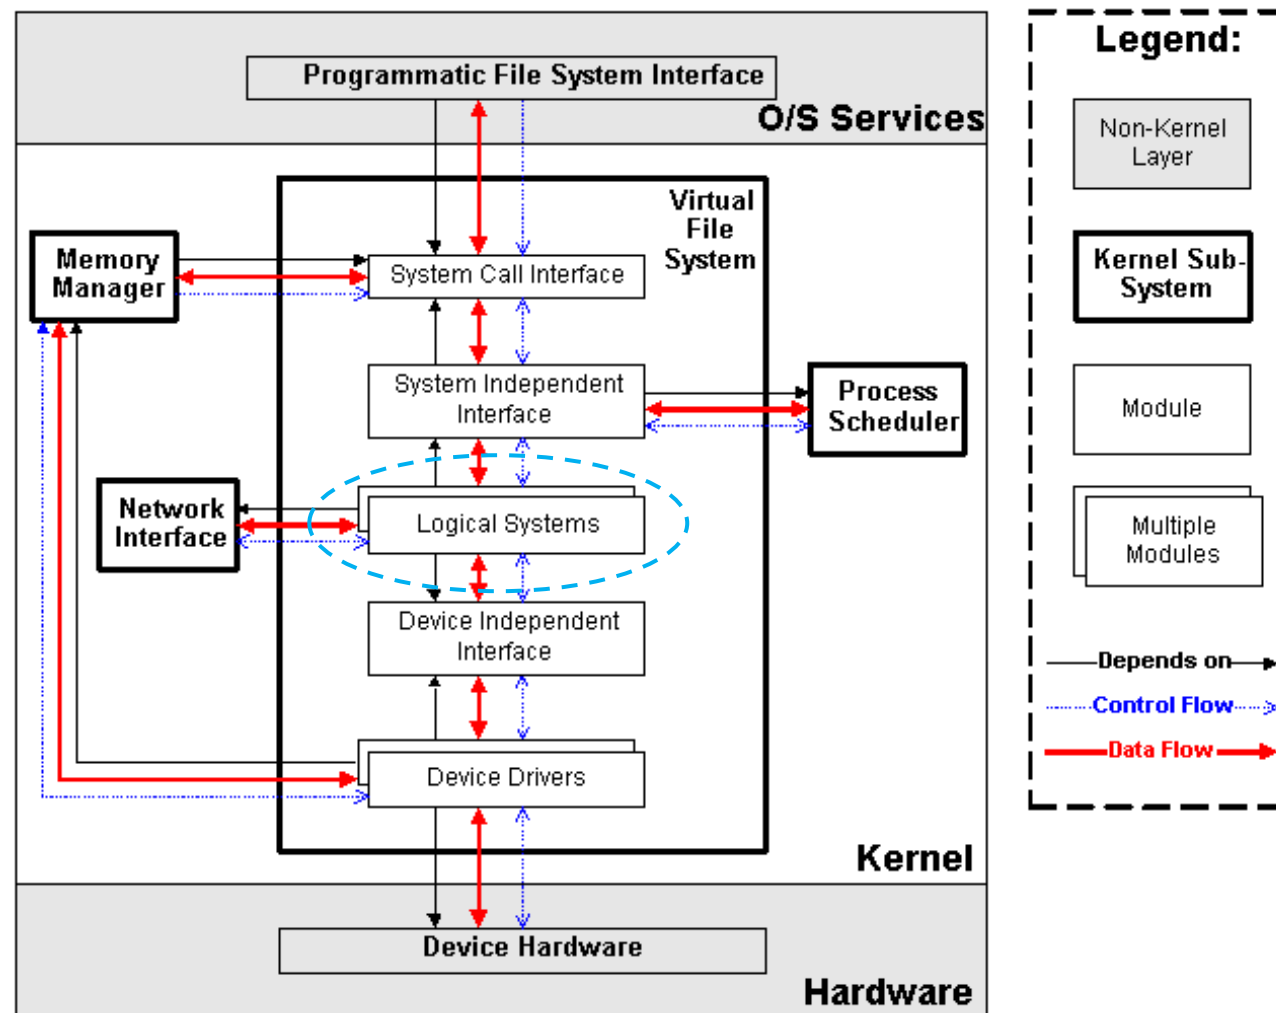 Programmatic File System Interface
O/S Services
Virtual
File
System
Memory
Manager
System Call Interface
System Independent
Interface
Process
Scheduler
Network
Interface
Logical Systems
Device Independent
Interface
Device Drivers
Kernel
Device Hardware
Hardware
Legend:
Non-Kernel
Layer
Kernel Sub-
System
Module
Multiple
Modules
Depends on
Control Flow
Data Flow